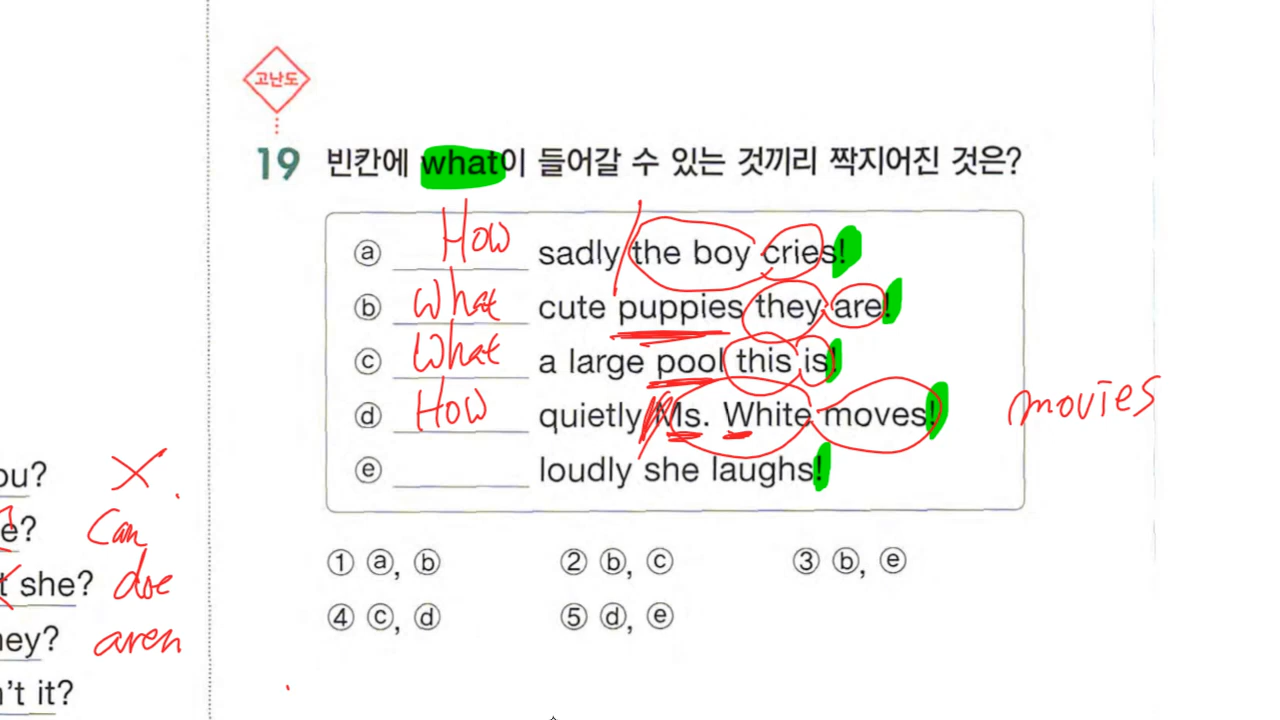 고난도
19 빈칸에 what이 들어갈 수 있는 것끼리 짝지어진 것은?
ⓐ How sadly the boy cries!
ⓑ what cute puppies they are!
ⓒ What a large pool this is!
ⓓ How quietly Ms. White moves! movies
ⓔ ______ loudly she laughs!
① ⓐ, ⓑ ② ⓑ, ⓒ ③ ⓑ, ⓔ
④ ⓒ, ⓓ ⑤ ⓓ, ⓔ
ou? X
e? Can
t she? doe
ey? aren
't it?